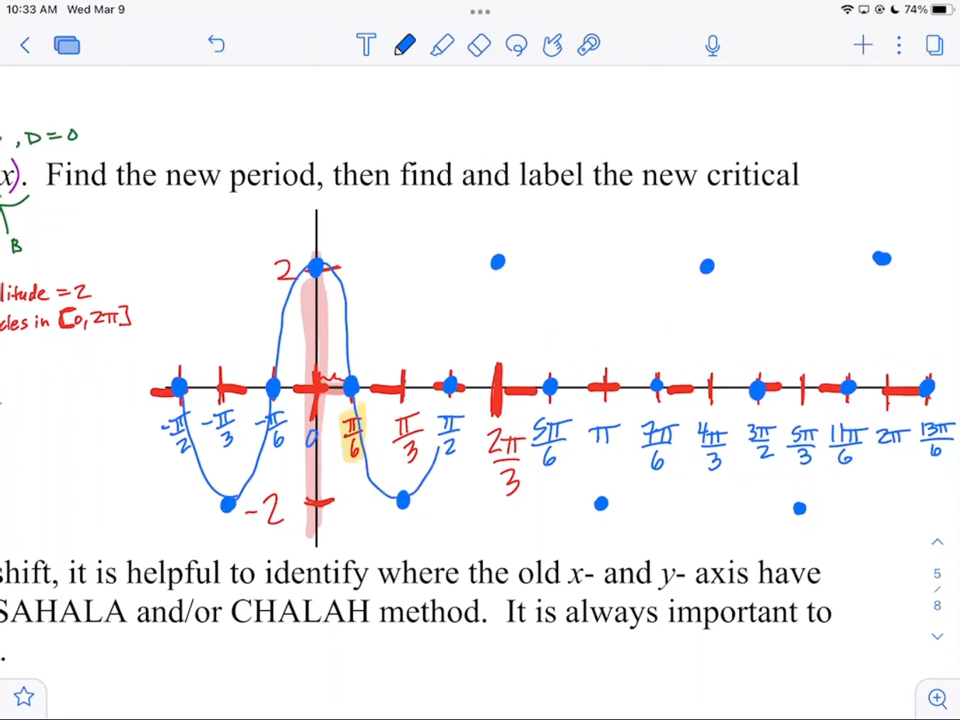 10:33 AM Wed Mar 9
74%
T
, D = 0
x). Find the new period, then find and label the new critical
B
litude = 2
cles in [0, 2π]
2
-π/2 -π/3 -π/6 0 π/6 π/3 π/2 2π/3 5π/6 π 7π/6 4π/3 3π/2 5π/3 11π/6 2π 13π/6
-2
shift, it is helpful to identify where the old x- and y- axis have
SAHALA and/or CHALAH method. It is always important to
.
5
/
8